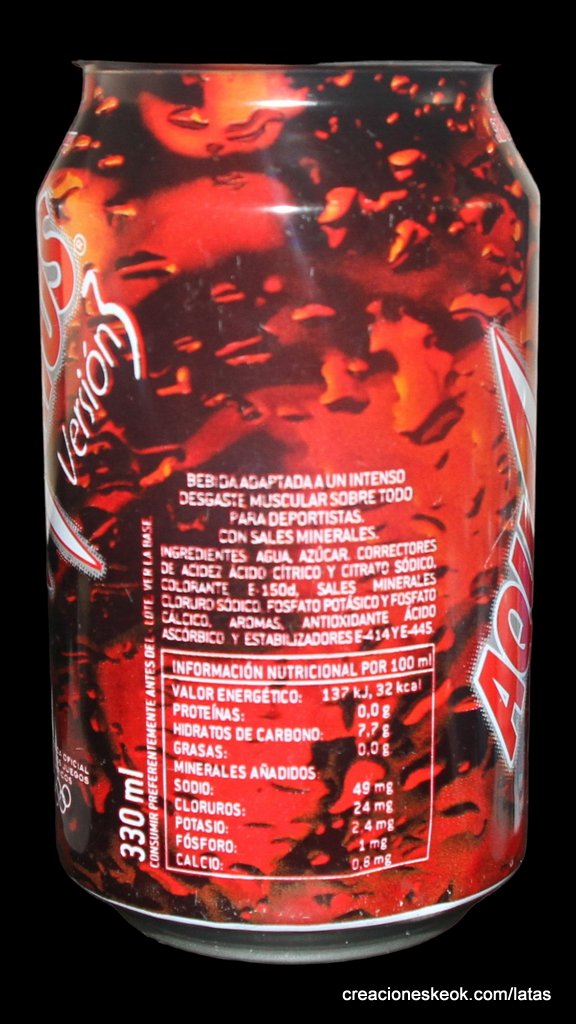 Versión 3
BEBIDA ADAPTADA A UN INTENSO
DESGASTE MUSCULAR SOBRE TODO
PARA DEPORTISTAS.
CON SALES MINERALES.
INGREDIENTES: AGUA, AZÚCAR, CORRECTORES
DE ACIDEZ ÁCIDO CÍTRICO Y CITRATO SÓDICO,
COLORANTE E-150d, SALES MINERALES
CLORURO SÓDICO, FOSFATO POTÁSICO Y FOSFATO
CÁLCICO, AROMAS, ANTIOXIDANTE ÁCIDO
ASCÓRBICO Y ESTABILIZADORES E-414 Y E-445.
INFORMACIÓN NUTRICIONAL POR 100 ml
VALOR ENERGÉTICO: 137 kJ, 32 kcal
PROTEÍNAS: 0,0 g
HIDRATOS DE CARBONO: 7,7 g
GRASAS: 0,0 g
MINERALES AÑADIDOS:
SODIO: 49 mg
CLORUROS: 24 mg
POTASIO: 2,4 mg
FÓSFORO: 1 mg
CALCIO: 0,8 mg
330 ml
CONSUMIR PREFERENTEMENTE ANTES DEL - LOTE: VER LA BASE.
OFICIAL
JUEGOS
AQU
creacioneskeok.com/latas